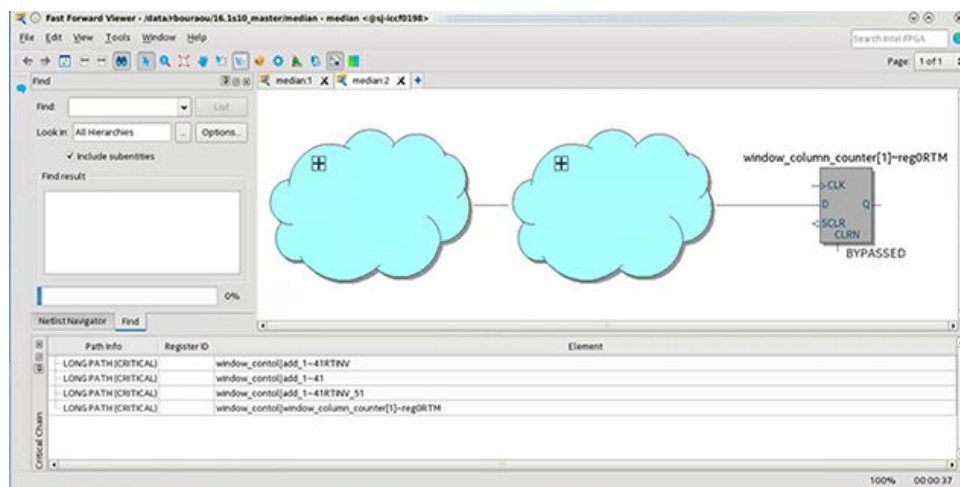 Fast Forward Viewer - /data/rbouraou/16.1s10_master/median - median <@sj-iccf0198>
File Edit View Tools Window Help
Search Intel FPGA
Page: 1 of 1
Find
median:1 median:2
Find:
List
Look in: All Hierarchies ... Options...
Include subentities
Find result
0%
Netlist Navigator Find
window_column_counter[1]~reg0RTM
CLK
D Q
SCLR
CLRN
BYPASSED
Path Info Register ID Element
LONG PATH (CRITICAL) window_contol|add_1~41RTINV
LONG PATH (CRITICAL) window_contol|add_1~41
LONG PATH (CRITICAL) window_contol|add_1~41RTINV_51
LONG PATH (CRITICAL) window_contol|window_column_counter[1]~reg0RTM
Critical Chain
100% 00:00:37